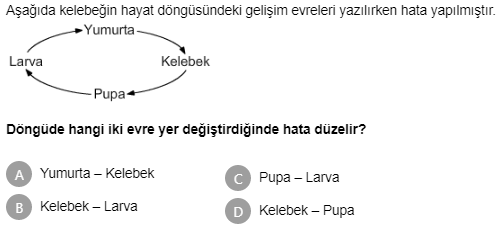 Aşağıda kelebeğin hayat döngüsündeki gelişim evreleri yazılırken hata yapılmıştır.
Yumurta
Larva
Kelebek
Pupa
Döngüde hangi iki evre yer değiştirdiğinde hata düzelir?
A Yumurta – Kelebek
C Pupa – Larva
B Kelebek – Larva
D Kelebek – Pupa